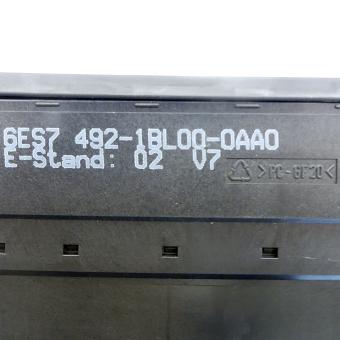 6ES7 492-1BL00-0AA0
E-Stand: 02 V7
>PC-GF20<